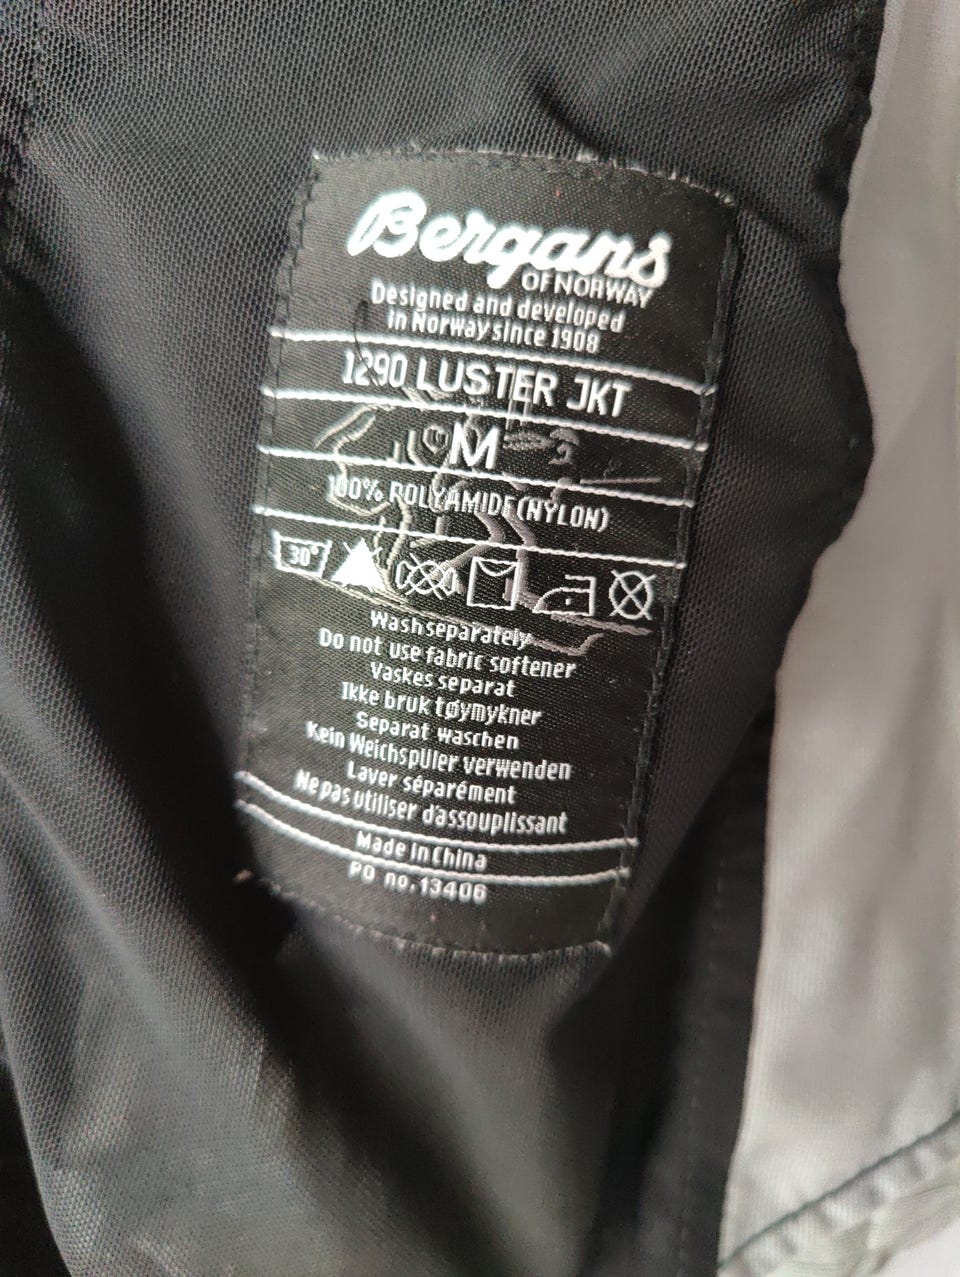 Bergans
OF NORWAY
Designed and developed
in Norway since 1908
1290 LUSTER JKT
M
100% POLYAMIDE (NYLON)
30°
Wash separately
Do not use fabric softener
Vaskes separat
Ikke bruk tøymykner
Separat waschen
Kein Weichspüler verwenden
Laver séparément
Ne pas utiliser d'assouplissant
Made in China
PO no.13406